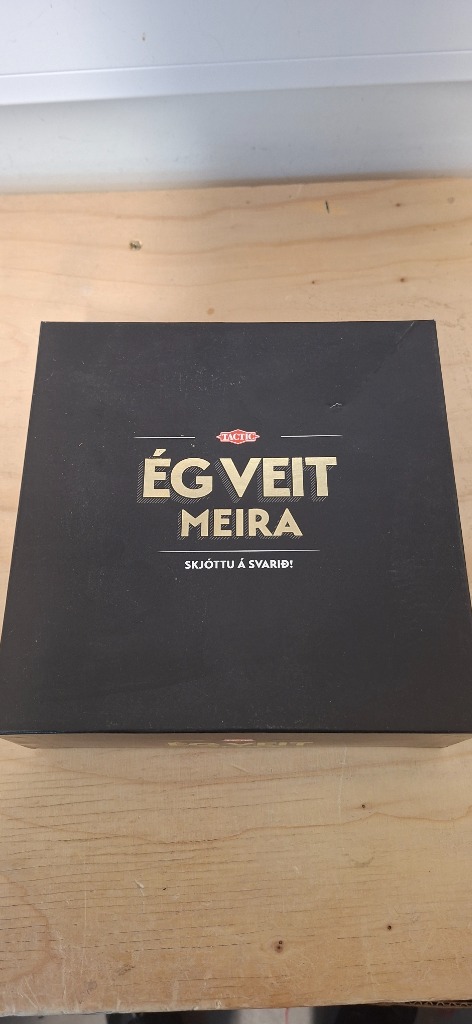 TACTIC
ÉG VEIT
MEIRA
SKJÓTTU Á SVARIÐ!
ÉG VEIT